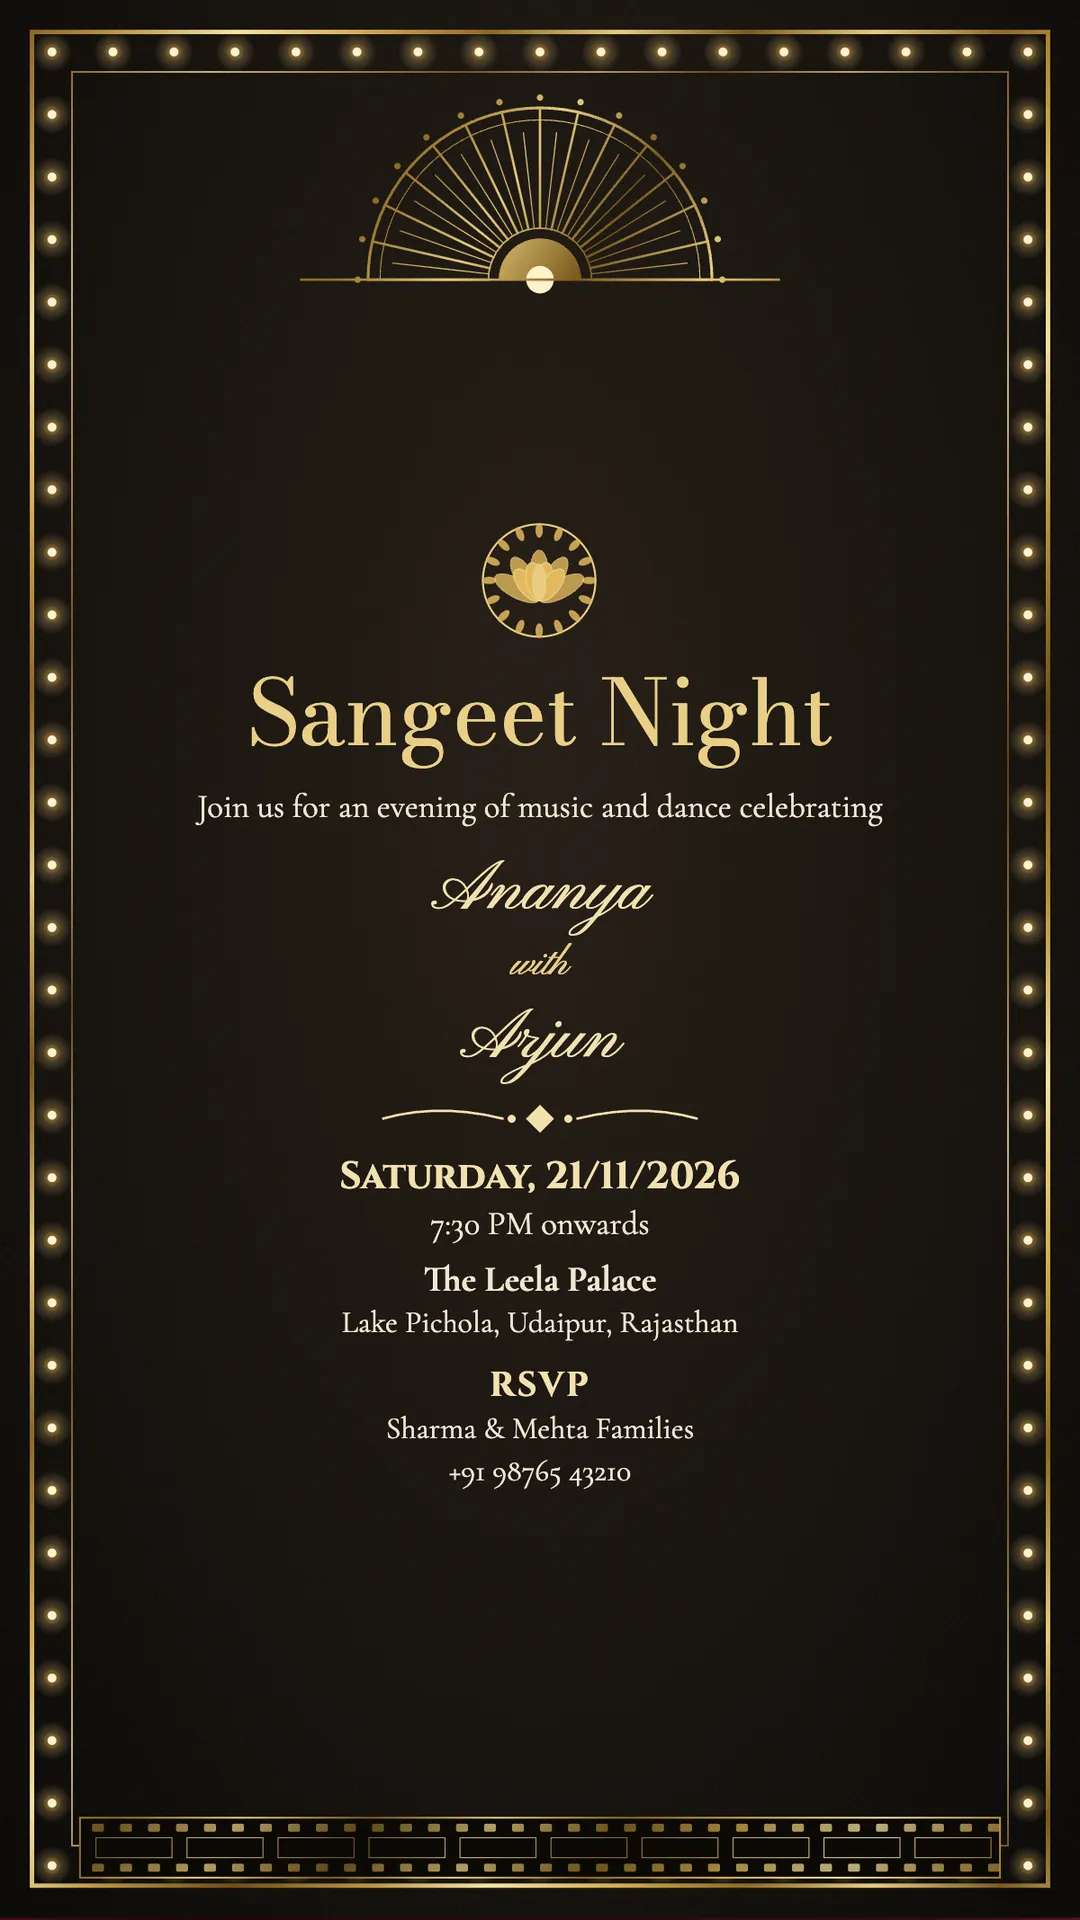 Sangeet Night
Join us for an evening of music and dance celebrating
Ananya
with
Arjun
Saturday, 21/11/2026
7:30 PM onwards
The Leela Palace
Lake Pichola, Udaipur, Rajasthan
RSVP
Sharma & Mehta Families
+91 98765 43210